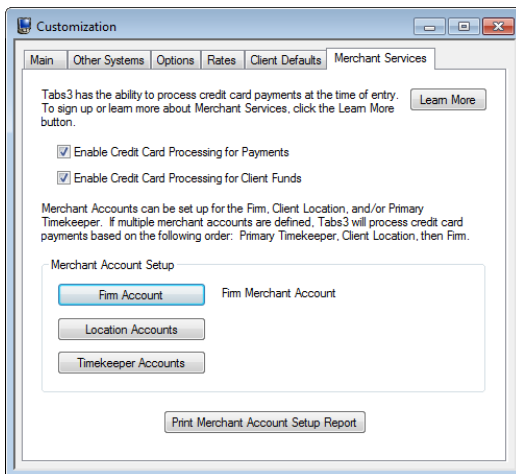 Customization
Main Other Systems Options Rates Client Defaults Merchant Services
Tabs3 has the ability to process credit card payments at the time of entry.
To sign up or learn more about Merchant Services, click the Learn More
button.
Learn More
Enable Credit Card Processing for Payments
Enable Credit Card Processing for Client Funds
Merchant Accounts can be set up for the Firm, Client Location, and/or Primary
Timekeeper. If multiple merchant accounts are defined, Tabs3 will process credit card
payments based on the following order: Primary Timekeeper, Client Location, then Firm.
Merchant Account Setup
Firm Account Firm Merchant Account
Location Accounts
Timekeeper Accounts
Print Merchant Account Setup Report